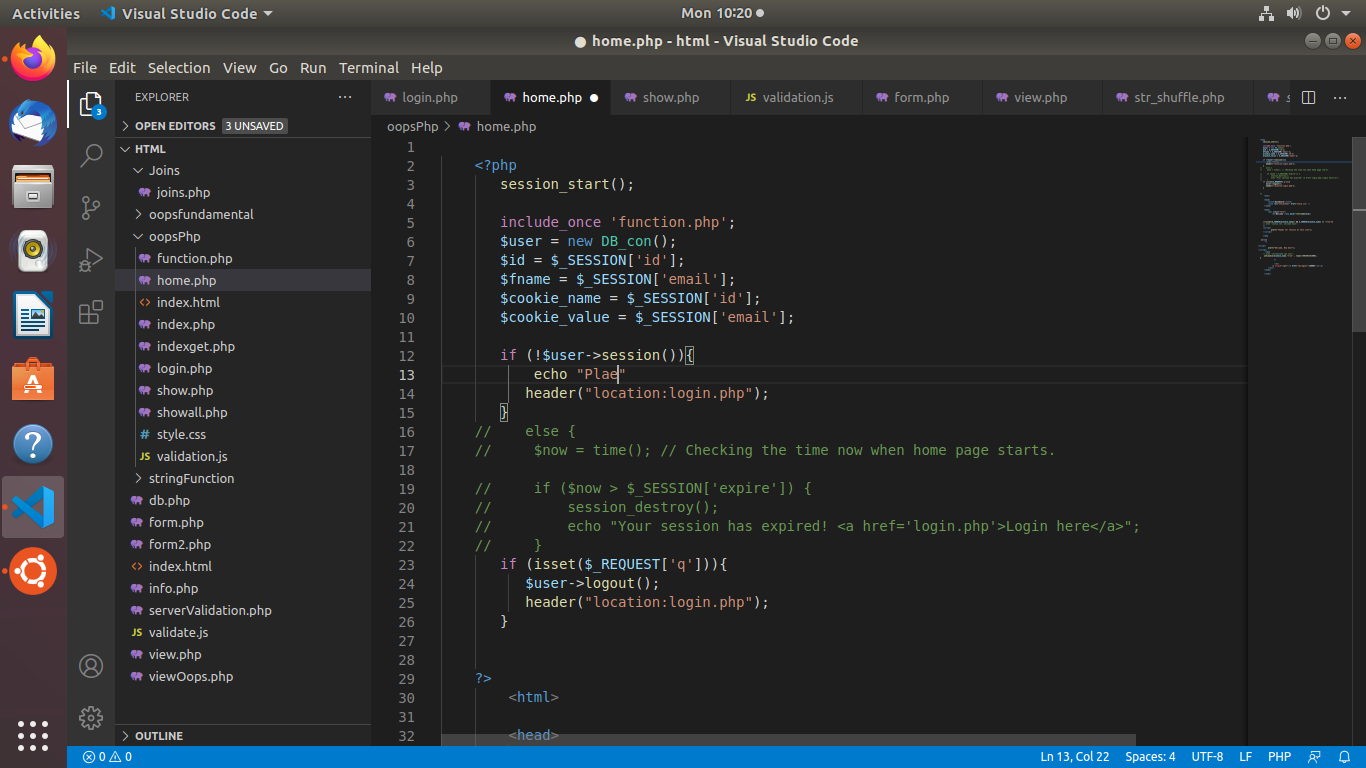 Activities Visual Studio Code Mon 10:20
home.php - html - Visual Studio Code
File Edit Selection View Go Run Terminal Help
EXPLORER
3
OPEN EDITORS 3 UNSAVED
HTML
Joins
joins.php
oopsfundamental
oopsPhp
function.php
home.php
index.html
index.php
indexget.php
login.php
show.php
showall.php
style.css
validation.js
stringFunction
db.php
form.php
form2.php
index.html
info.php
serverValidation.php
validate.js
view.php
viewOops.php
OUTLINE
login.php home.php show.php validation.js form.php view.php str_shuffle.php
oopsPhp > home.php
1
2 <?php
3 session_start();
4
5 include_once 'function.php';
6 $user = new DB_con();
7 $id = $_SESSION['id'];
8 $fname = $_SESSION['email'];
9 $cookie_name = $_SESSION['id'];
10 $cookie_value = $_SESSION['email'];
11
12 if (!$user->session()){
13 echo "Plae"
14 header("location:login.php");
15 }
16 // else {
17 // $now = time(); // Checking the time now when home page starts.
18
19 // if ($now > $_SESSION['expire']) {
20 // session_destroy();
21 // echo "Your session has expired! <a href='login.php'>Login here</a>";
22 // }
23 if (isset($_REQUEST['q'])){
24 $user->logout();
25 header("location:login.php");
26 }
27
28
29 ?>
30 <html>
31
32 <head>
0 0 Ln 13, Col 22 Spaces: 4 UTF-8 LF PHP